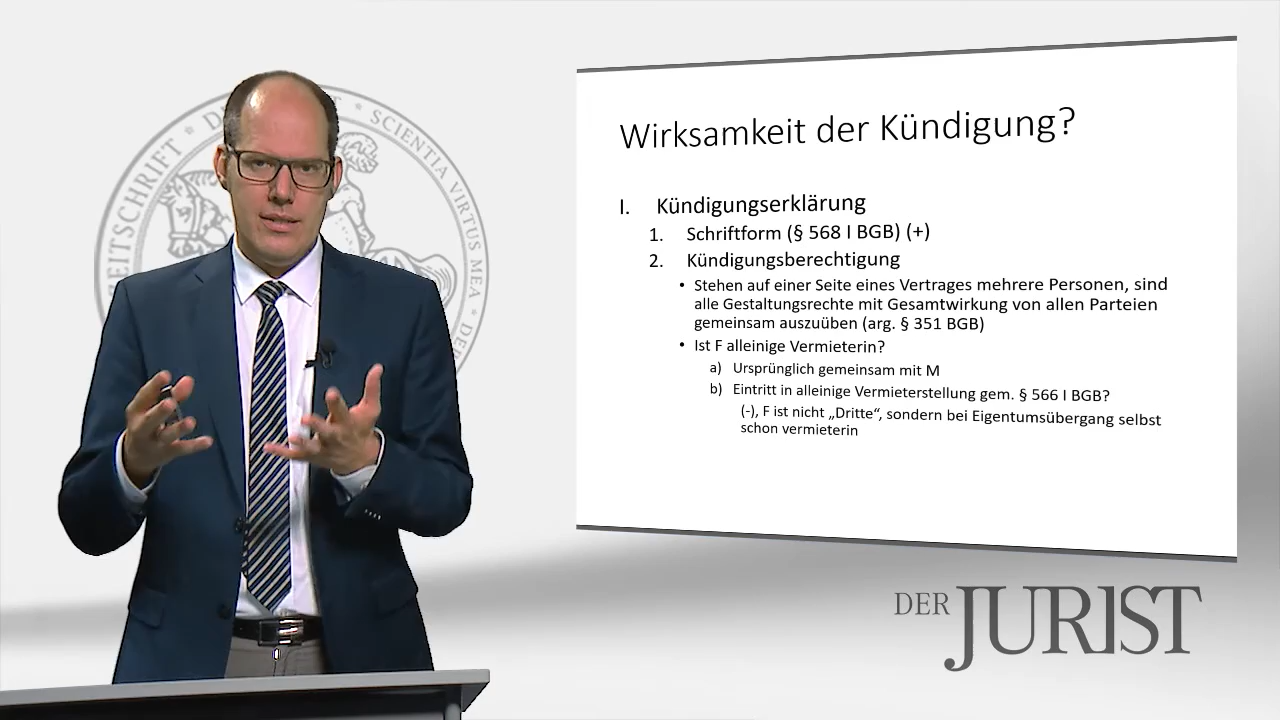 Wirksamkeit der Kündigung?
I. Kündigungserklärung
1. Schriftform (§ 568 I BGB) (+)
2. Kündigungsberechtigung
• Stehen auf einer Seite eines Vertrages mehrere Personen, sind
alle Gestaltungsrechte mit Gesamtwirkung von allen Parteien
gemeinsam auszuüben (arg. § 351 BGB)
• Ist F alleinige Vermieterin?
a) Ursprünglich gemeinsam mit M
b) Eintritt in alleinige Vermieterstellung gem. § 566 I BGB?
(-), F ist nicht „Dritte“, sondern bei Eigentumsübergang selbst
schon vermieterin
DER JURIST
EITSCHRIFT ★ D
★ SCIENTIA VIRTUS MEA ★ DER